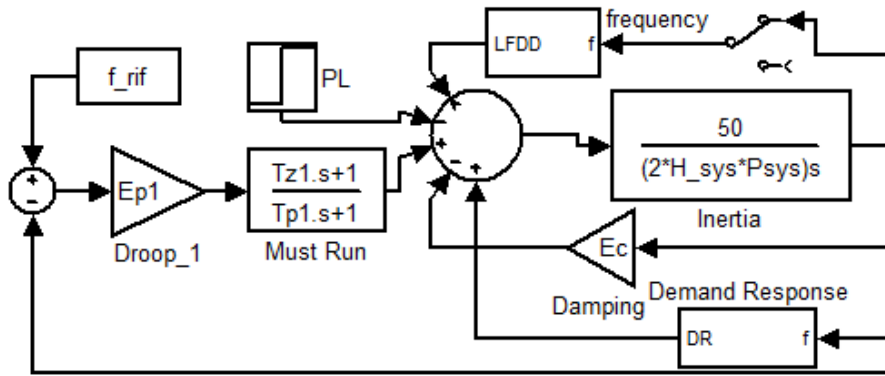 frequency
LFDD f
f_rif
PL
+
-
+
-
+
-
+
50
(2*H_sys*Psys)s
Inertia
Ep1
Droop_1
Tz1.s+1
Tp1.s+1
Must Run
Ec
Damping
Demand Response
DR f